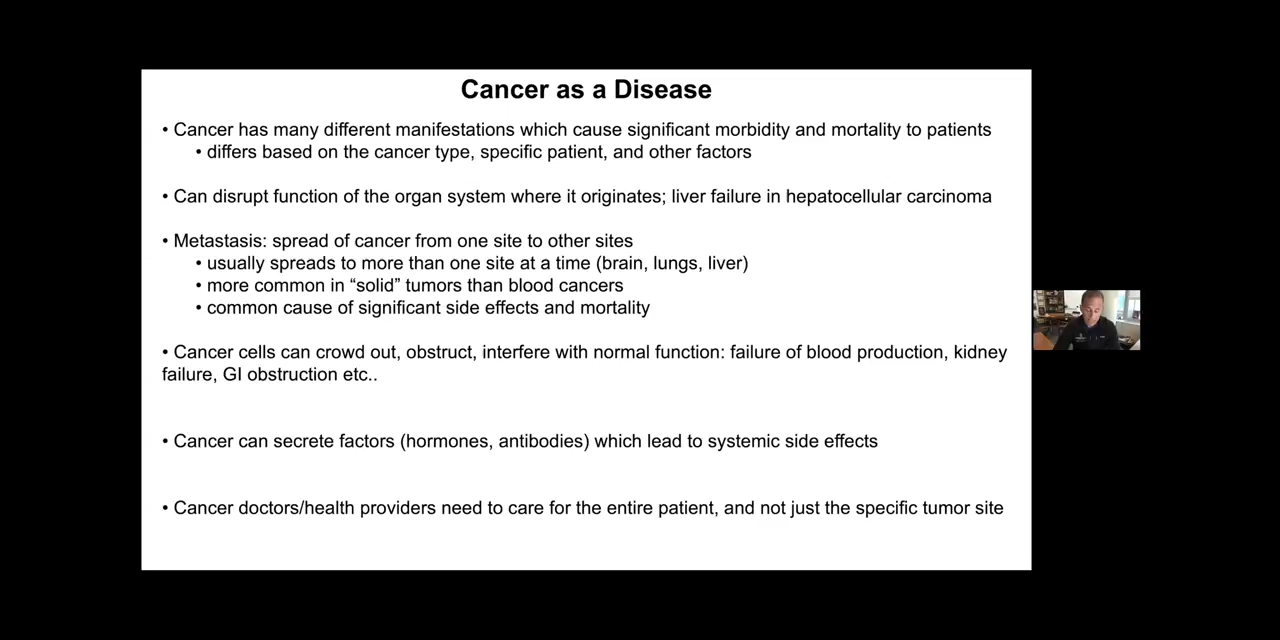 Cancer as a Disease
• Cancer has many different manifestations which cause significant morbidity and mortality to patients
• differs based on the cancer type, specific patient, and other factors
• Can disrupt function of the organ system where it originates; liver failure in hepatocellular carcinoma
• Metastasis: spread of cancer from one site to other sites
• usually spreads to more than one site at a time (brain, lungs, liver)
• more common in “solid” tumors than blood cancers
• common cause of significant side effects and mortality
• Cancer cells can crowd out, obstruct, interfere with normal function: failure of blood production, kidney
failure, GI obstruction etc..
• Cancer can secrete factors (hormones, antibodies) which lead to systemic side effects
• Cancer doctors/health providers need to care for the entire patient, and not just the specific tumor site